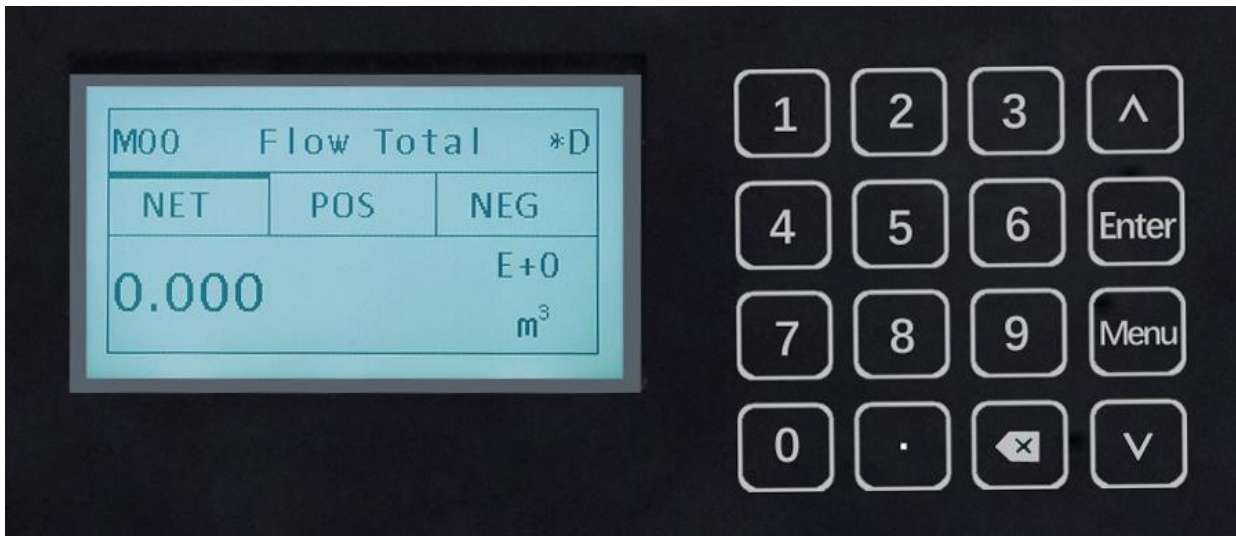 M00 Flow Total *D
NET POS NEG
0.000 E+0
m³
1 2 3
4 5 6 Enter
7 8 9 Menu
0 .